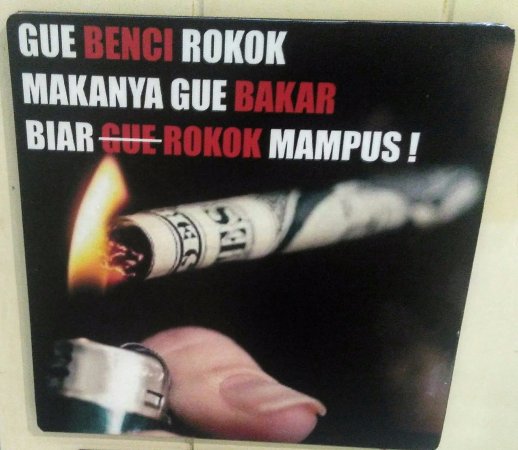 GUE BENCI ROKOK
MAKANYA GUE BAKAR
BIAR GUE ROKOK MAMPUS !